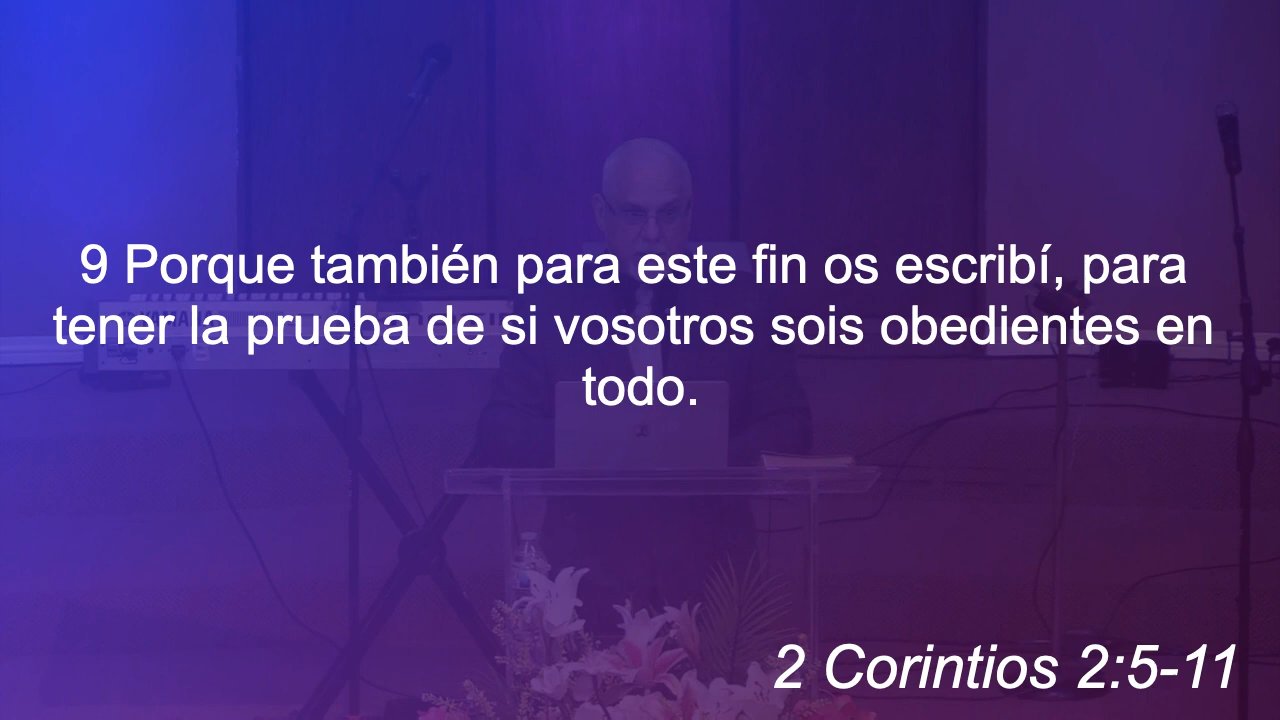 9 Porque también para este fin os escribí, para
tener la prueba de si vosotros sois obedientes en
todo.
2 Corintios 2:5-11